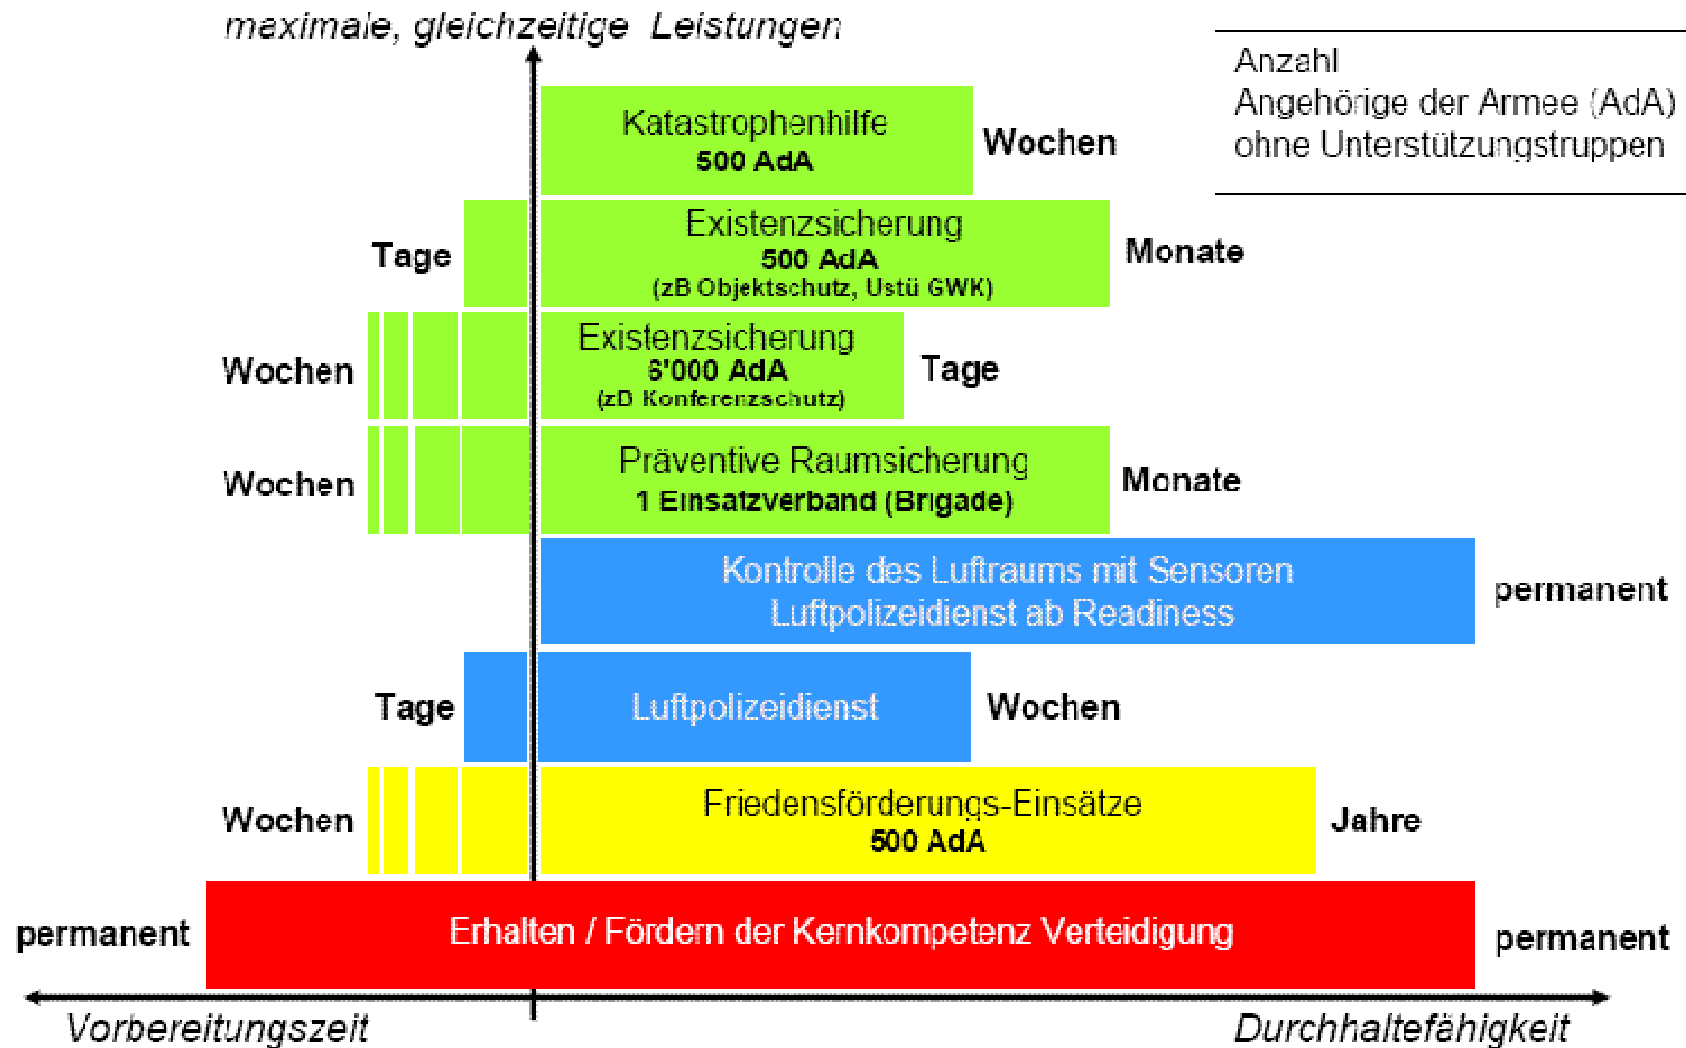 maximale, gleichzeitige Leistungen
Anzahl
Angehörige der Armee (AdA)
ohne Unterstützungstruppen
Katastrophenhilfe
500 AdA
Wochen
Tage
Existenzsicherung
500 AdA
(zB Objektschutz, Ustü GWK)
Monate
Wochen
Existenzsicherung
6'000 AdA
(zB Konferenzschutz)
Tage
Wochen
Präventive Raumsicherung
1 Einsatzverband (Brigade)
Monate
Kontrolle des Luftraums mit Sensoren
Luftpolizeidienst ab Readiness
permanent
Tage
Luftpolizeidienst
Wochen
Wochen
Friedensförderungs-Einsätze
500 AdA
Jahre
permanent
Erhalten / Fördern der Kernkompetenz Verteidigung
permanent
Vorbereitungszeit
Durchhaltefähigkeit